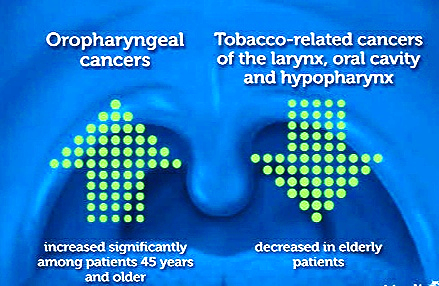 Oropharyngeal
cancers
Tobacco-related cancers
of the larynx, oral cavity
and hypopharynx
increased significantly
among patients 45 years
and older
decreased in elderly
patients